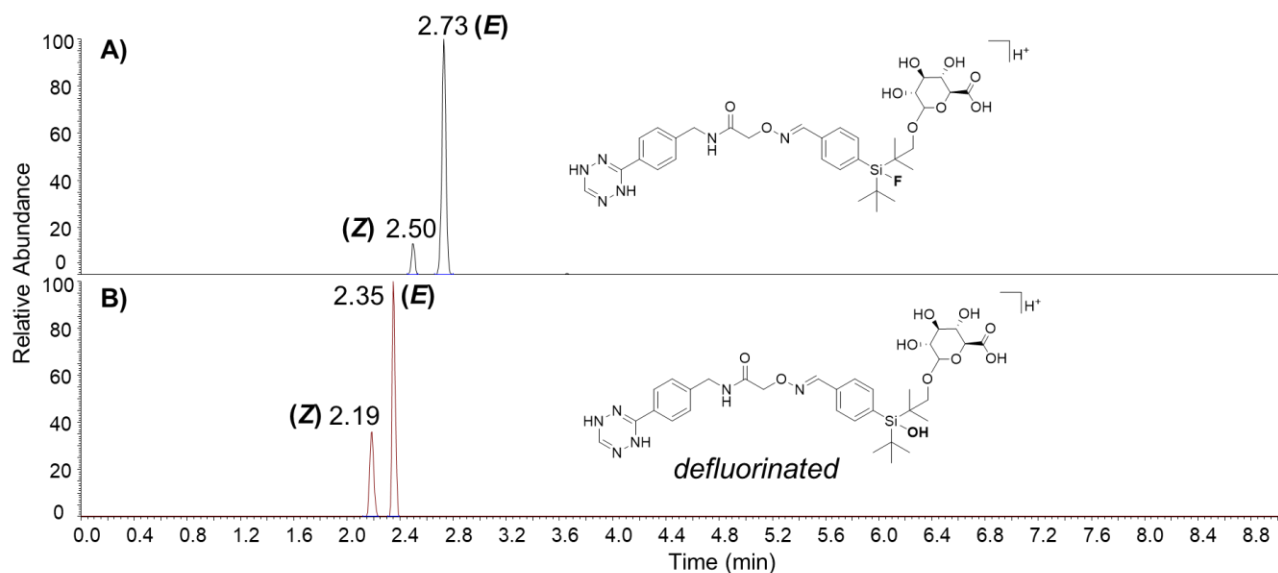 A)
2.73 (E)
(Z) 2.50
H⁺
HO OH
HO
O
OH
O
O
O
N
H
O
N
Si
F
HN
N
N
NH
100
80
60
40
20
0
Relative Abundance
B)
2.35 (E)
(Z) 2.19
H⁺
HO OH
HO
O
OH
O
O
O
N
H
O
N
Si
OH
HN
N
N
NH
defluorinated
100
80
60
40
20
0
0.0 0.4 0.8 1.2 1.6 2.0 2.4 2.8 3.2 3.6 4.0 4.4 4.8 5.2 5.6 6.0 6.4 6.8 7.2 7.6 8.0 8.4 8.8
Time (min)